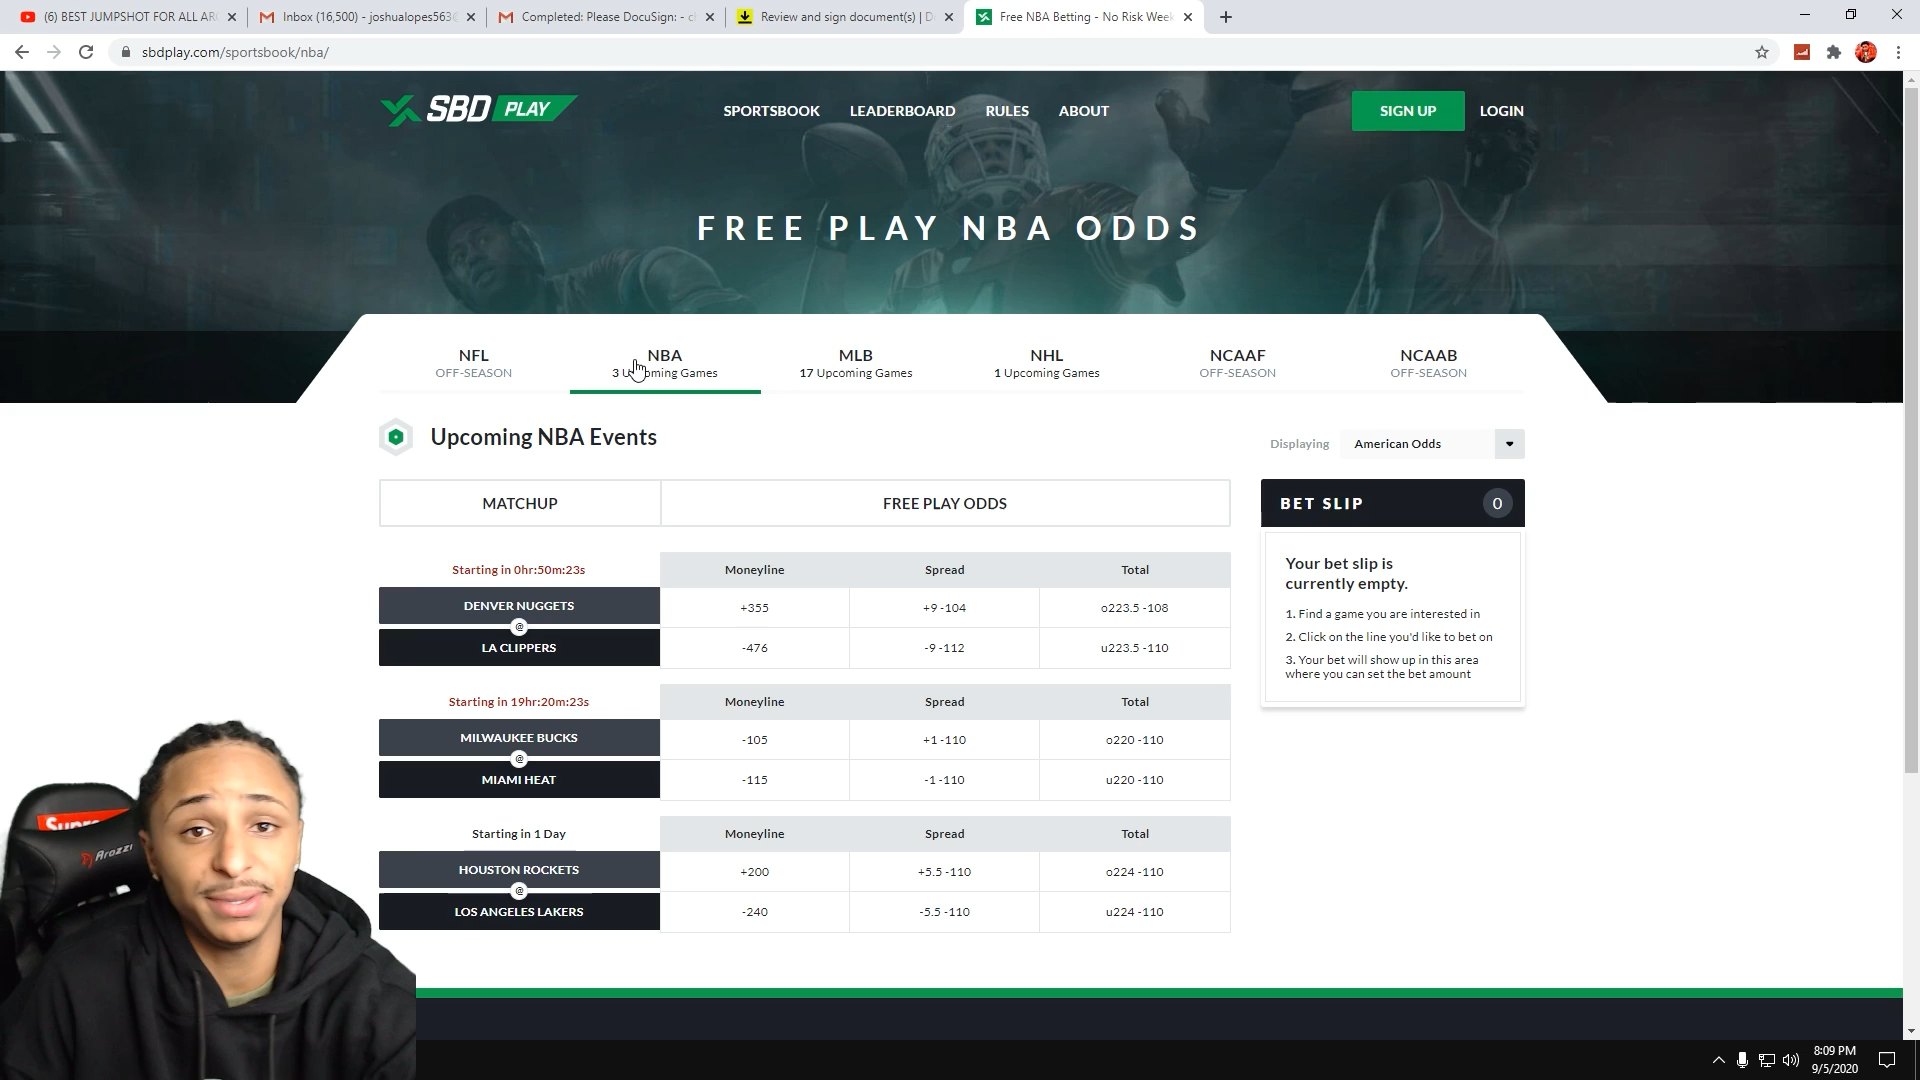 (6) BEST JUMPSHOT FOR ALL AR
Inbox (16,500) - joshualopes563
Completed: Please DocuSign: - c
Review and sign document(s) | D
Free NBA Betting - No Risk Week
sbdplay.com/sportsbook/nba/
SBD PLAY
SPORTSBOOK LEADERBOARD RULES ABOUT
SIGN UP LOGIN
FREE PLAY NBA ODDS
NFL
OFF-SEASON
NBA
3 Upcoming Games
MLB
17 Upcoming Games
NHL
1 Upcoming Games
NCAAF
OFF-SEASON
NCAAB
OFF-SEASON
Upcoming NBA Events
Displaying American Odds
MATCHUP FREE PLAY ODDS
Starting in 0hr:50m:23s Moneyline Spread Total
DENVER NUGGETS +355 +9 -104 o223.5 -108
@
LA CLIPPERS -476 -9 -112 u223.5 -110
Starting in 19hr:20m:23s Moneyline Spread Total
MILWAUKEE BUCKS -105 +1 -110 o220 -110
@
MIAMI HEAT -115 -1 -110 u220 -110
Starting in 1 Day Moneyline Spread Total
HOUSTON ROCKETS +200 +5.5 -110 o224 -110
@
LOS ANGELES LAKERS -240 -5.5 -110 u224 -110
BET SLIP 0
Your bet slip is
currently empty.
1. Find a game you are interested in
2. Click on the line you'd like to bet on
3. Your bet will show up in this area
where you can set the bet amount
Arozzi
8:09 PM
9/5/2020